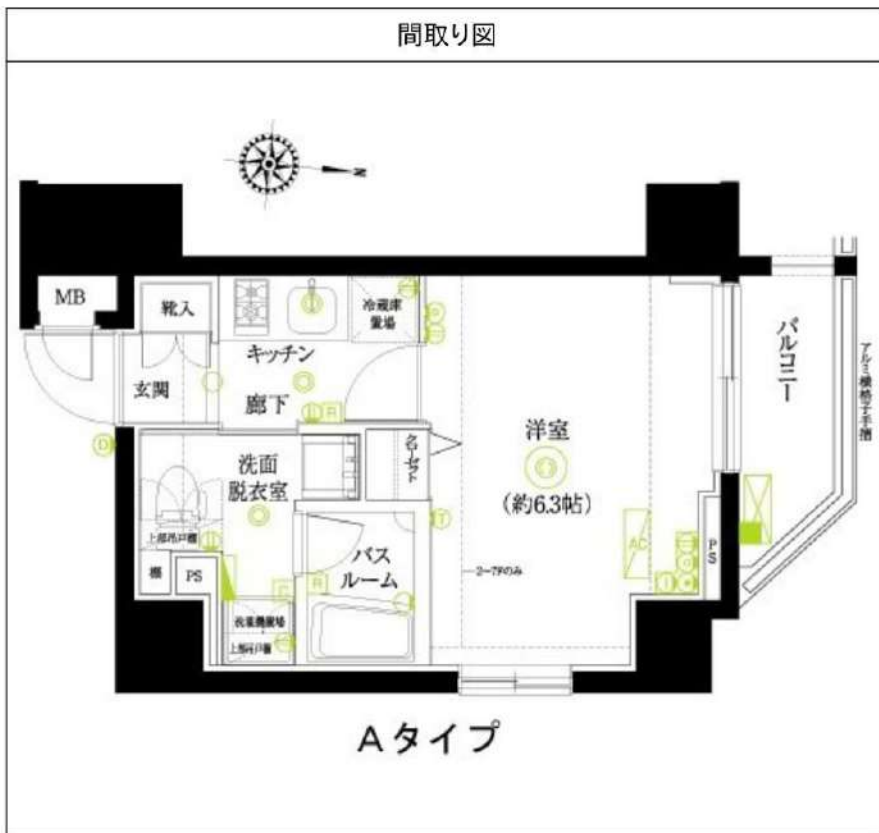 間取り図
N
MB
靴入
冷蔵庫
置場
キッチン
玄関
廊下
バルコニー
アルミ横格子手摺
洗面
脱衣室
クローゼット
洋室
(約6.3帖)
上部吊戸棚
棚
PS
バス
ルーム
洗濯機置場
上部吊戸棚
2~7Fのみ
AC
PS
D
R
T
R
Aタイプ